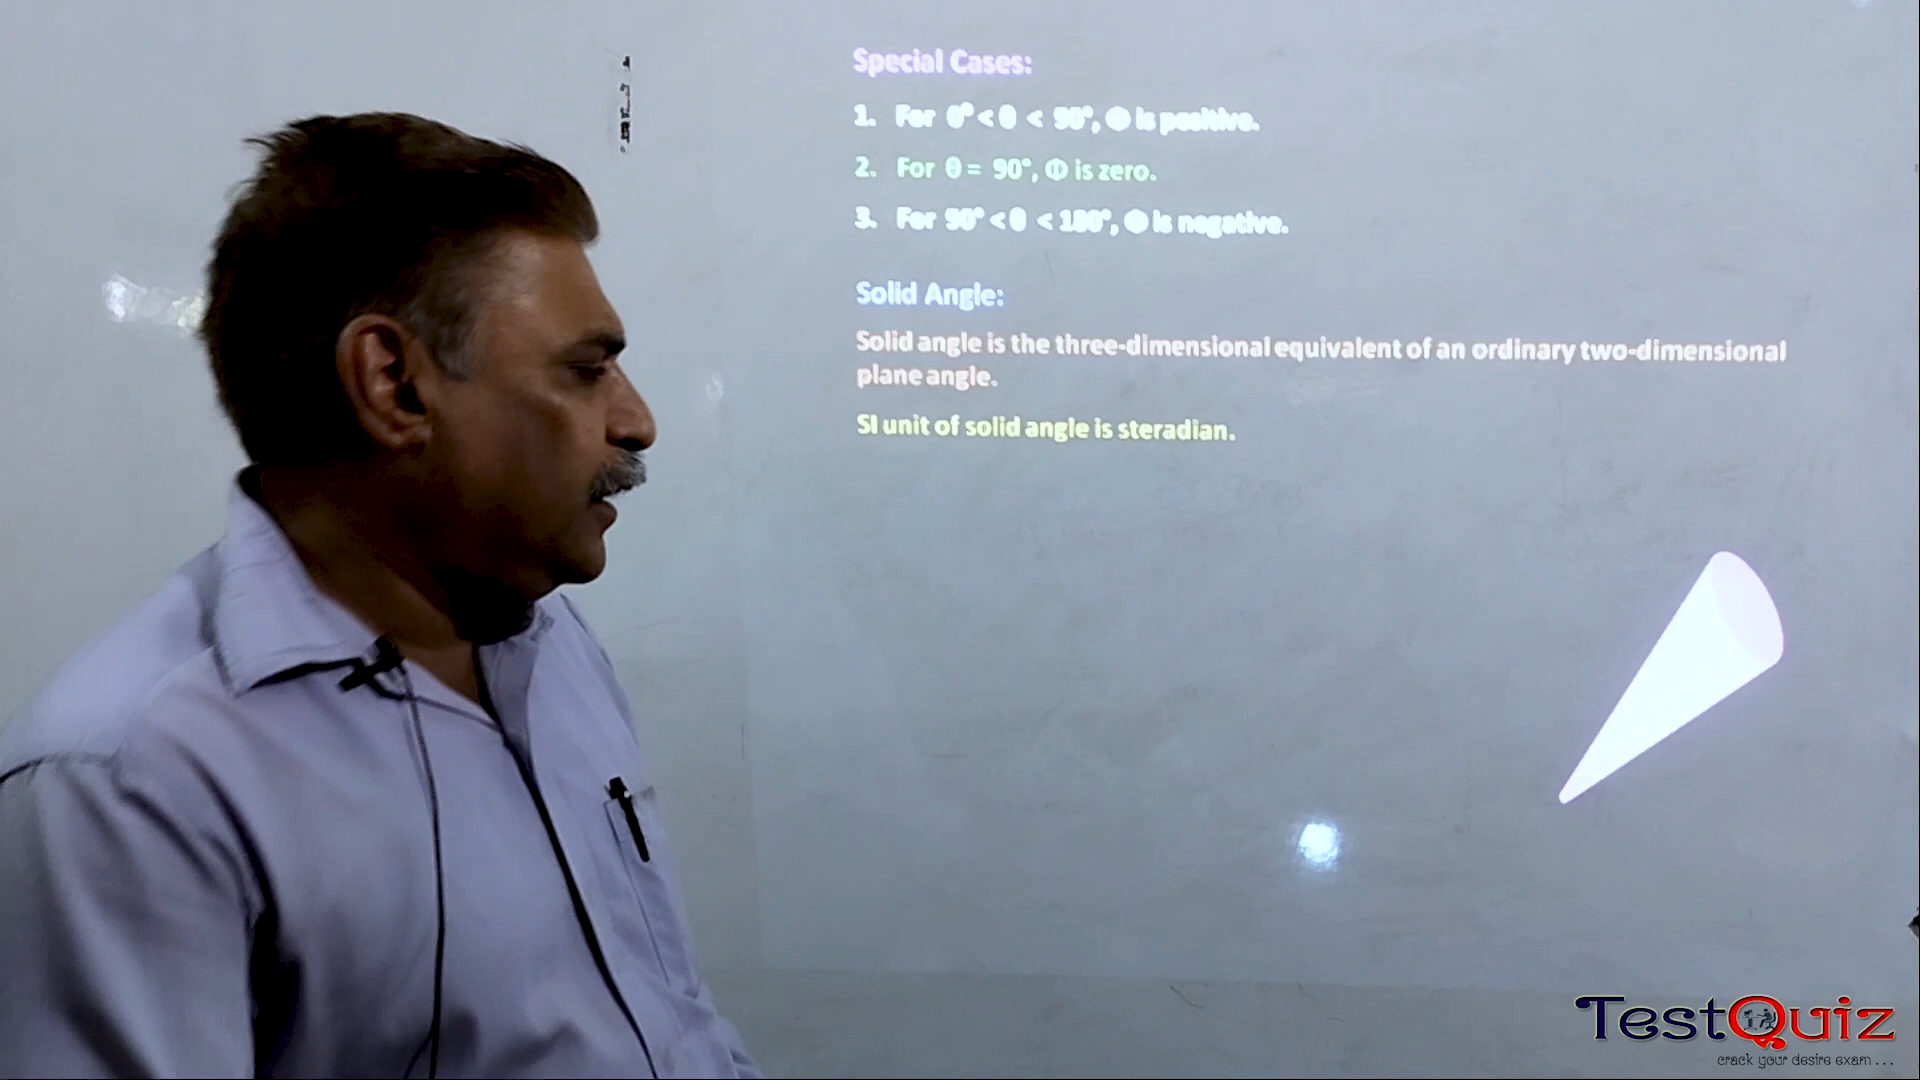 Special Cases:
1. For 0° < θ < 90°, Φ is positive.
2. For θ = 90°, Φ is zero.
3. For 90° < θ < 180°, Φ is negative.
Solid Angle:
Solid angle is the three-dimensional equivalent of an ordinary two-dimensional
plane angle.
SI unit of solid angle is steradian.
TestQuiz
crack your desire exam ...